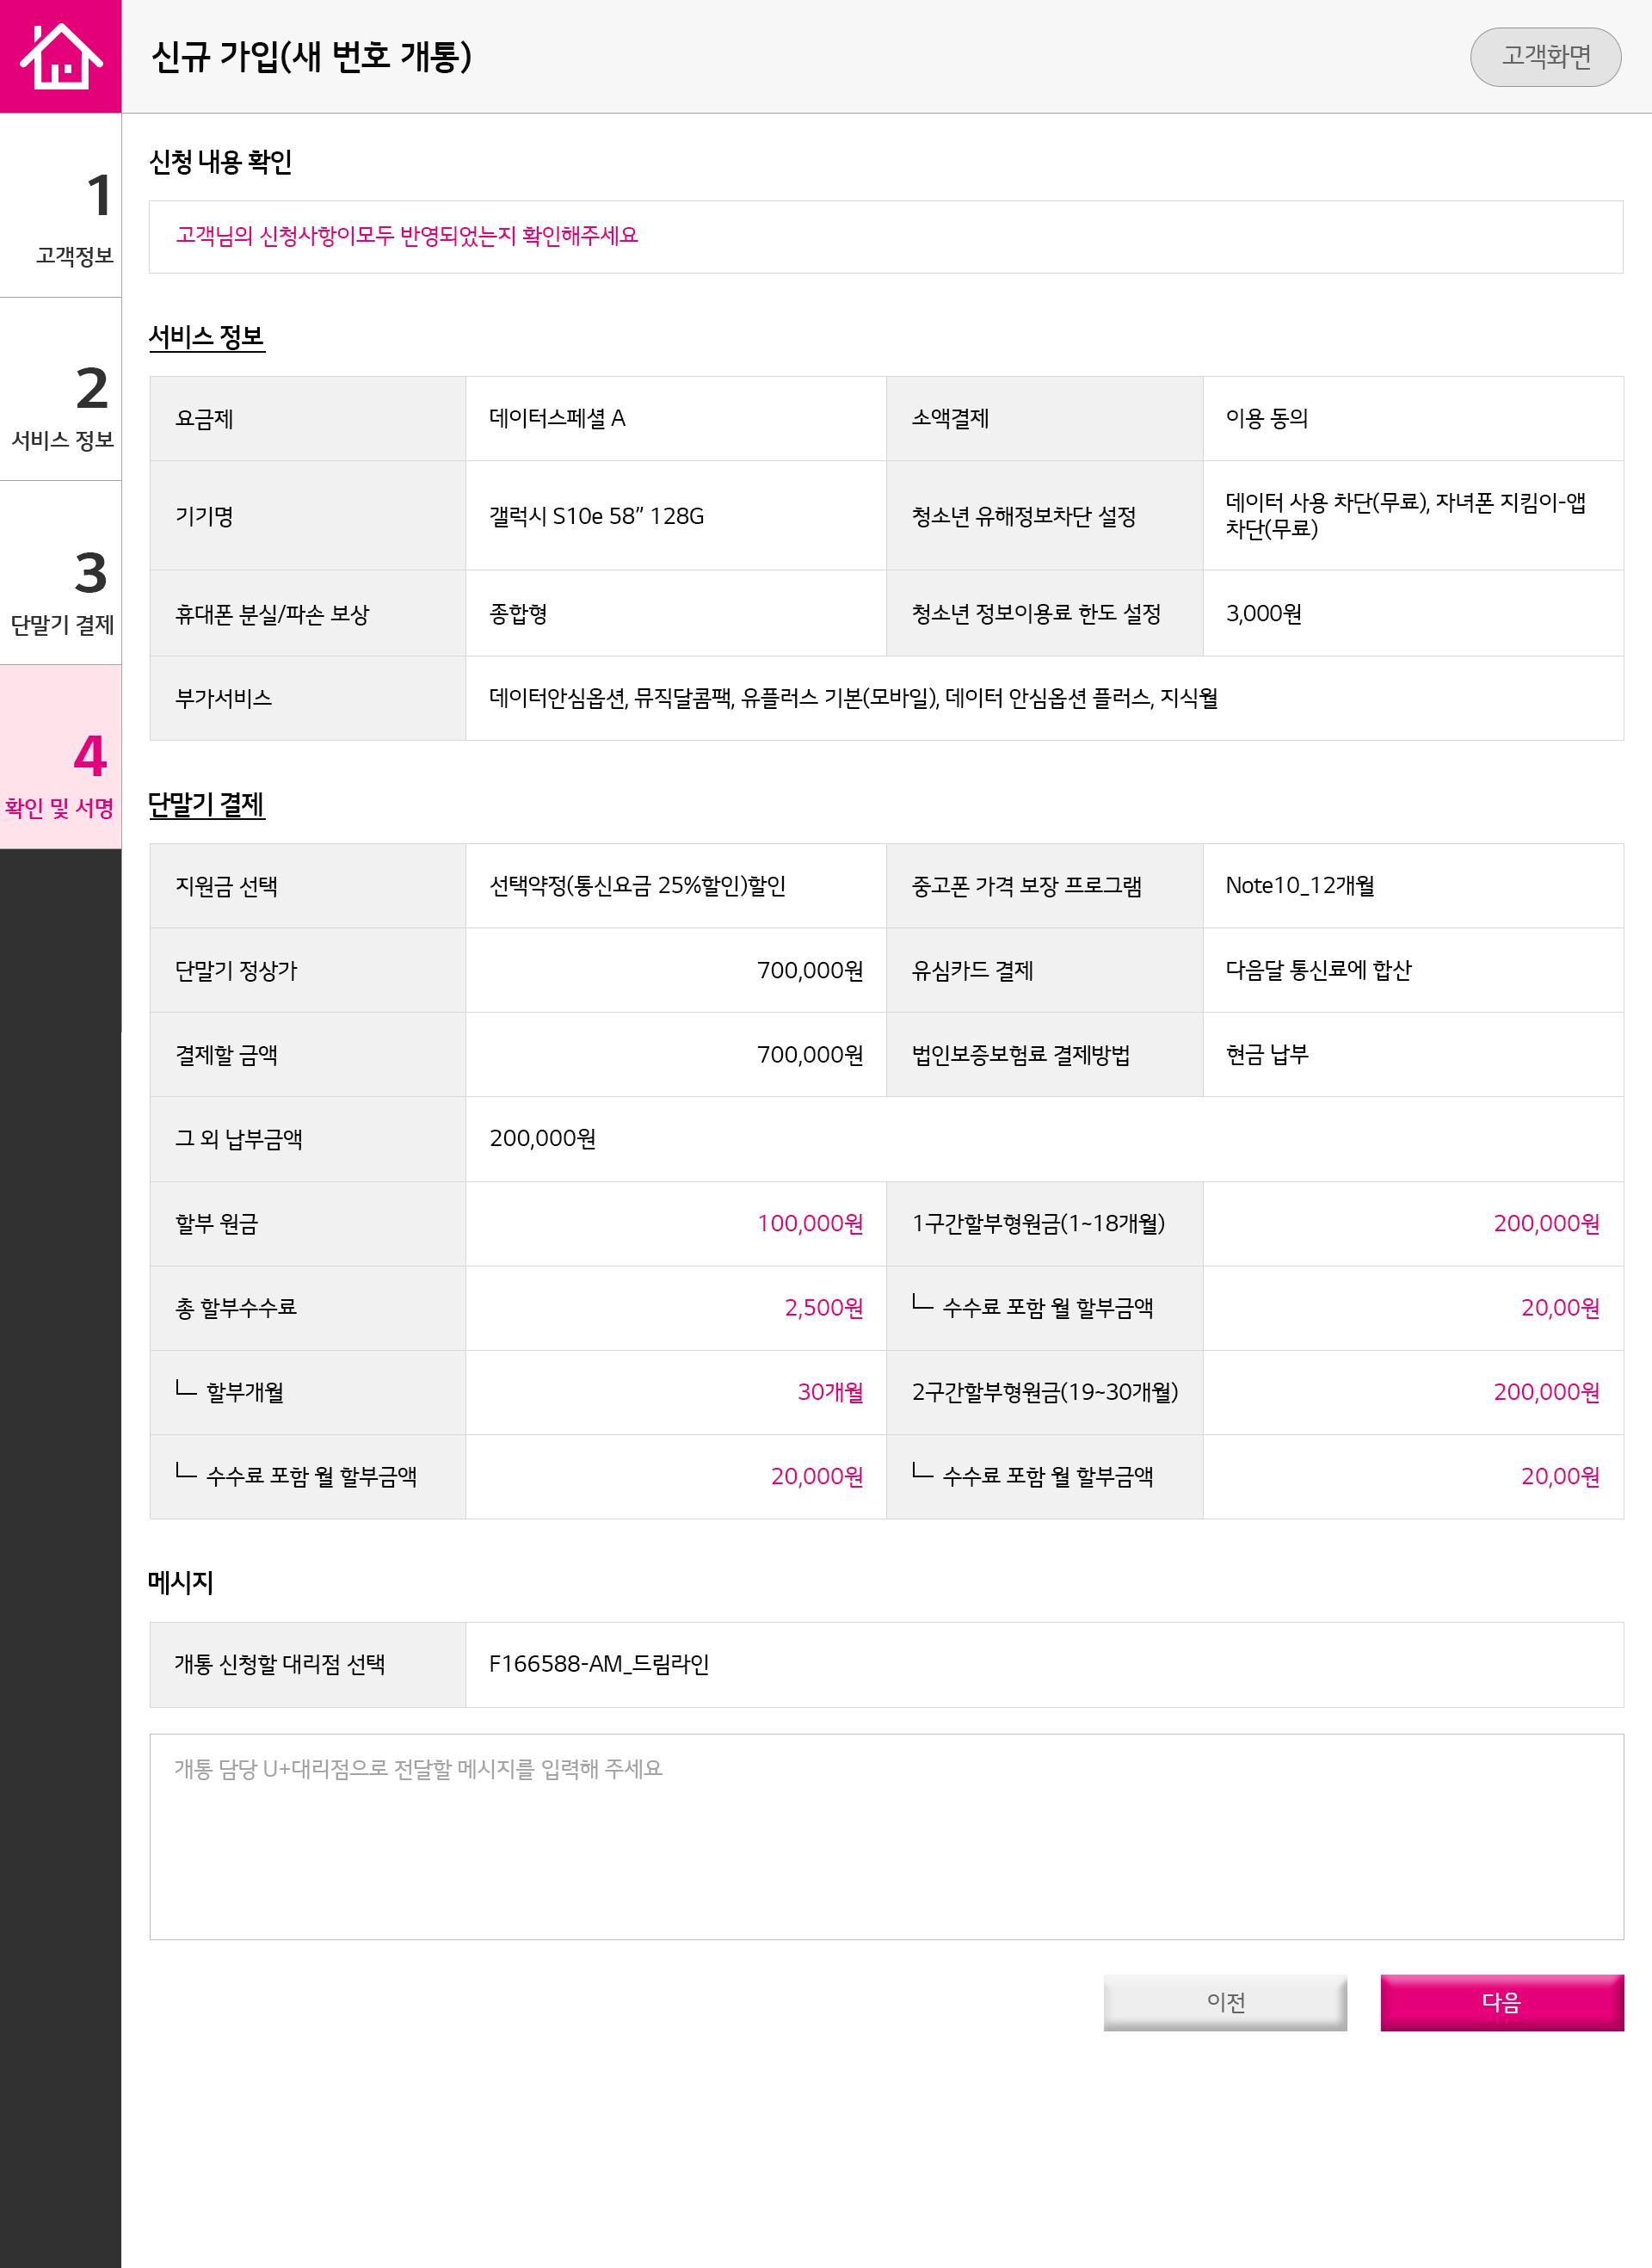 신규 가입(새 번호 개통)
고객화면
1
고객정보
2
서비스 정보
3
단말기 결제
4
확인 및 서명
신청 내용 확인
고객님의 신청사항이모두 반영되었는지 확인해주세요
서비스 정보
요금제
데이터스페셜 A
소액결제
이용 동의
기기명
갤럭시 S10e 58” 128G
청소년 유해정보차단 설정
데이터 사용 차단(무료), 자녀폰 지킴이-앱
차단(무료)
휴대폰 분실/파손 보상
종합형
청소년 정보이용료 한도 설정
3,000원
부가서비스
데이터안심옵션, 뮤직달콤팩, 유플러스 기본(모바일), 데이터 안심옵션 플러스, 지식월
단말기 결제
지원금 선택
선택약정(통신요금 25%할인)할인
중고폰 가격 보장 프로그램
Note10_12개월
단말기 정상가
700,000원
유심카드 결제
다음달 통신료에 합산
결제할 금액
700,000원
법인보증보험료 결제방법
현금 납부
그 외 납부금액
200,000원
할부 원금
100,000원
1구간할부형원금(1~18개월)
200,000원
총 할부수수료
2,500원
수수료 포함 월 할부금액
20,00원
할부개월
30개월
2구간할부형원금(19~30개월)
200,000원
수수료 포함 월 할부금액
20,000원
수수료 포함 월 할부금액
20,00원
메시지
개통 신청할 대리점 선택
F166588-AM_드림라인
개통 담당 U+대리점으로 전달할 메시지를 입력해 주세요
이전
다음